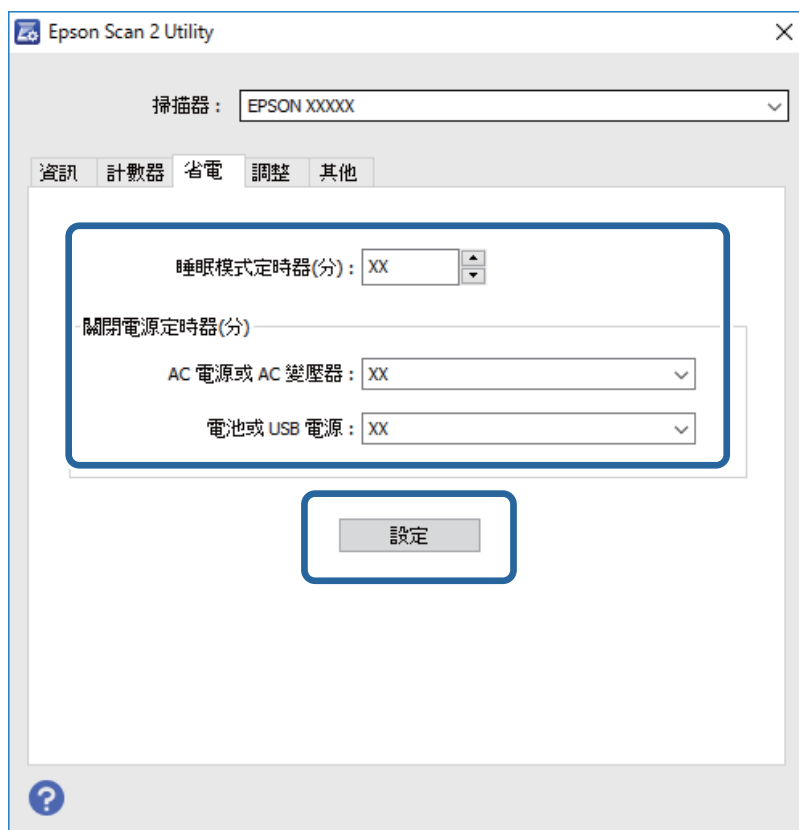 Epson Scan 2 Utility
掃描器： EPSON XXXXX
資訊 計數器 省電 調整 其他
睡眠模式定時器(分)： XX
關閉電源定時器(分)
AC 電源或 AC 變壓器： XX
電池或 USB 電源： XX
設定
?